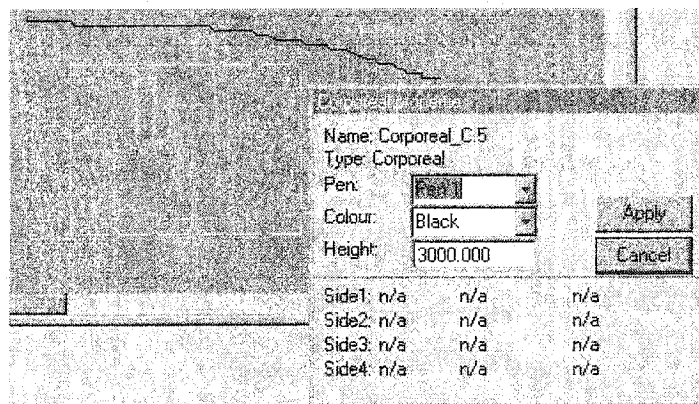 Name: Corporeal_C.5
Type: Corporeal
Pen: Pen 1
Colour: Black
Apply
Height: 3000.000
Cancel
Side1: n/a n/a n/a
Side2: n/a n/a n/a
Side3: n/a n/a n/a
Side4: n/a n/a n/a